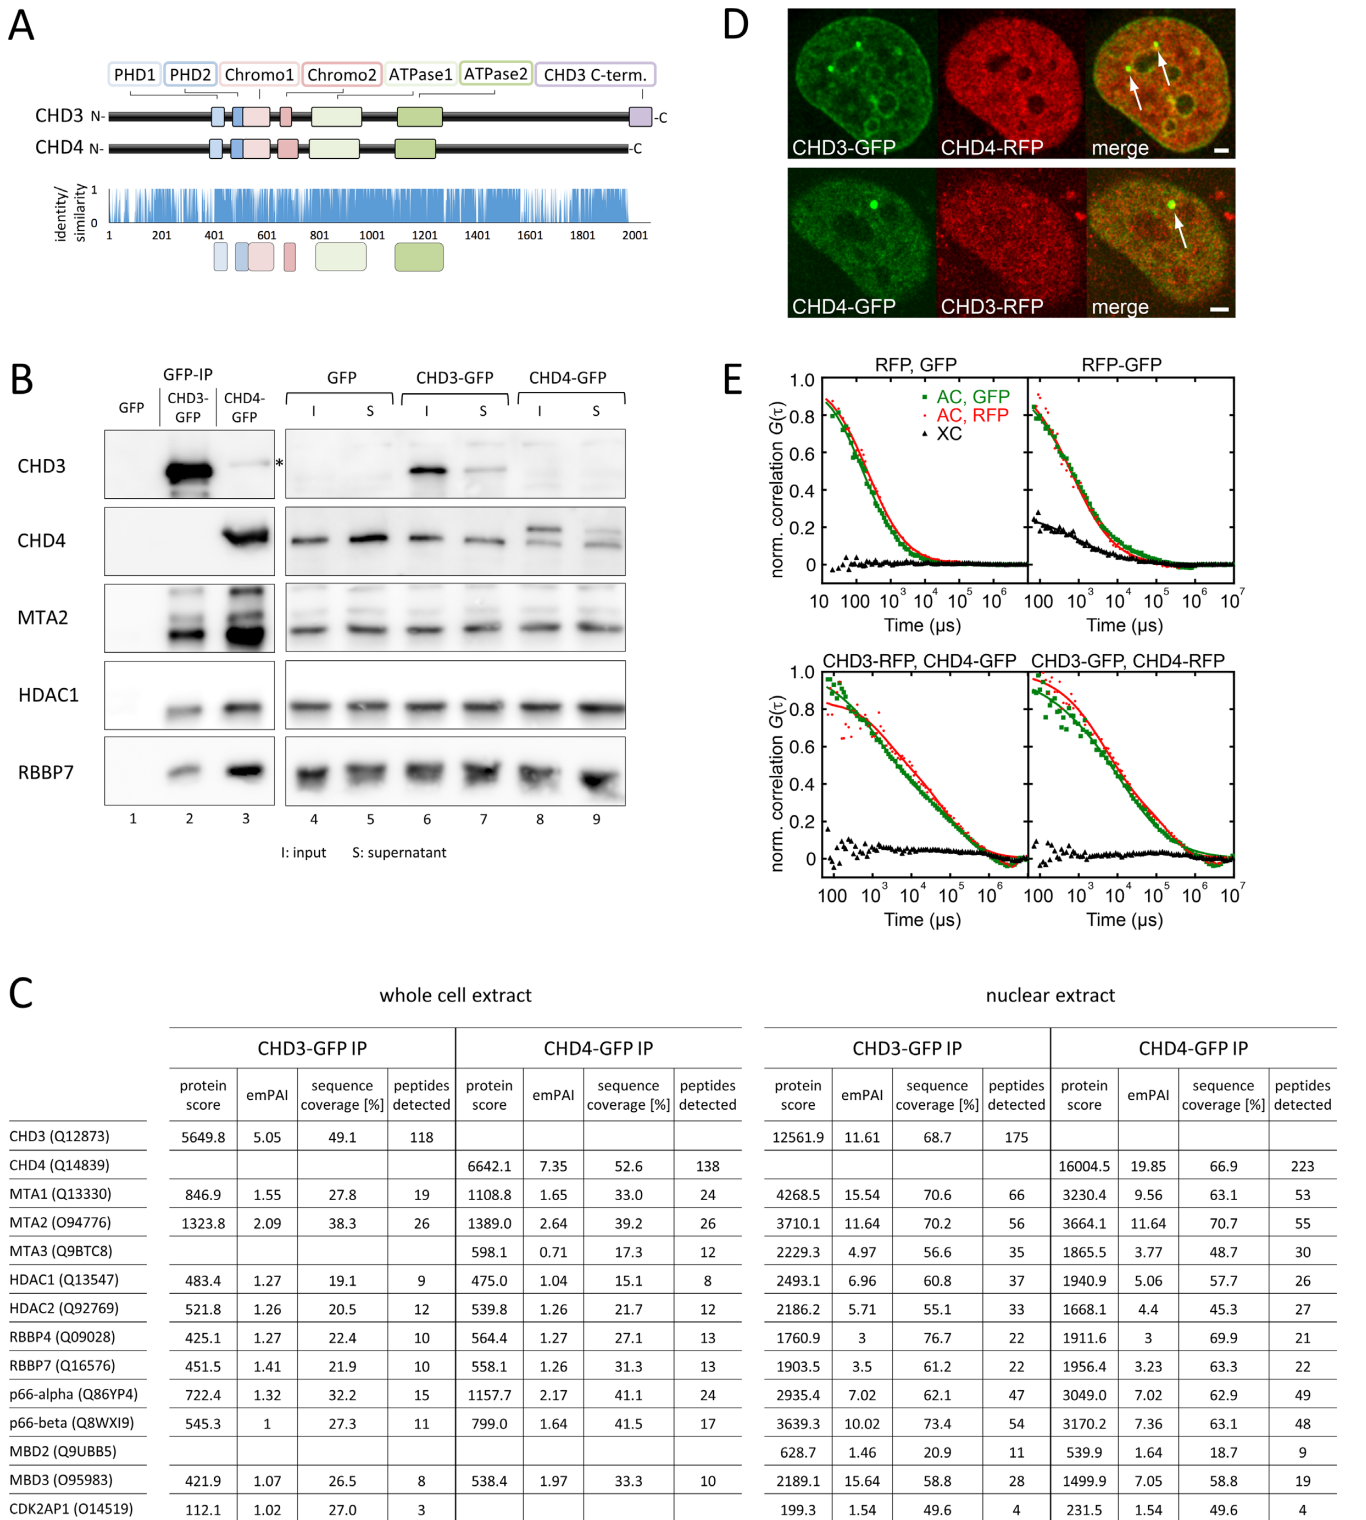 A
PHD1 PHD2 Chromo1 Chromo2 ATPase1 ATPase2 CHD3 C-term.
CHD3 N- -C
CHD4 N- -C
identity/
similarity
1
0
1 201 401 601 801 1001 1201 1401 1601 1801 2001
B
GFP-IP
GFP CHD3-GFP CHD4-GFP
GFP CHD3-GFP CHD4-GFP
I S I S I S
CHD3 *
CHD4
MTA2
HDAC1
RBBP7
1 2 3 4 5 6 7 8 9
I: input S: supernatant
D
CHD3-GFP CHD4-RFP merge
CHD4-GFP CHD3-RFP merge
E
RFP, GFP RFP-GFP
norm. correlation G(τ)
1.0
0.8
0.6
0.4
0.2
0
AC, GFP
AC, RFP
XC
10 100 10³ 10⁴ 10⁵ 10⁶
100 10³ 10⁴ 10⁵ 10⁶ 10⁷
Time (µs) Time (µs)
CHD3-RFP, CHD4-GFP CHD3-GFP, CHD4-RFP
norm. correlation G(τ)
1.0
0.8
0.6
0.4
0.2
0
100 10³ 10⁴ 10⁵ 10⁶
100 10³ 10⁴ 10⁵ 10⁶ 10⁷
Time (µs) Time (µs)
C
whole cell extract nuclear extract
CHD3-GFP IP CHD4-GFP IP CHD3-GFP IP CHD4-GFP IP
protein score emPAI sequence coverage [%] peptides detected protein score emPAI sequence coverage [%] peptides detected protein score emPAI sequence coverage [%] peptides detected protein score emPAI sequence coverage [%] peptides detected
CHD3 (Q12873) 5649.8 5.05 49.1 118 12561.9 11.61 68.7 175
CHD4 (Q14839) 6642.1 7.35 52.6 138 16004.5 19.85 66.9 223
MTA1 (Q13330) 846.9 1.55 27.8 19 1108.8 1.65 33.0 24 4268.5 15.54 70.6 66 3230.4 9.56 63.1 53
MTA2 (O94776) 1323.8 2.09 38.3 26 1389.0 2.64 39.2 26 3710.1 11.64 70.2 56 3664.1 11.64 70.7 55
MTA3 (Q9BTC8) 598.1 0.71 17.3 12 2229.3 4.97 56.6 35 1865.5 3.77 48.7 30
HDAC1 (Q13547) 483.4 1.27 19.1 9 475.0 1.04 15.1 8 2493.1 6.96 60.8 37 1940.9 5.06 57.7 26
HDAC2 (Q92769) 521.8 1.26 20.5 12 539.8 1.26 21.7 12 2186.2 5.71 55.1 33 1668.1 4.4 45.3 27
RBBP4 (Q09028) 425.1 1.27 22.4 10 564.4 1.27 27.1 13 1760.9 3 76.7 22 1911.6 3 69.9 21
RBBP7 (Q16576) 451.5 1.41 21.9 10 558.1 1.26 31.3 13 1903.5 3.5 61.2 22 1956.4 3.23 63.3 22
p66-alpha (Q86YP4) 722.4 1.32 32.2 15 1157.7 2.17 41.1 24 2935.4 7.02 62.1 47 3049.0 7.02 62.9 49
p66-beta (Q8WXI9) 545.3 1 27.3 11 799.0 1.64 41.5 17 3639.3 10.02 73.4 54 3170.2 7.36 63.1 48
MBD2 (Q9UBB5) 628.7 1.46 20.9 11 539.9 1.64 18.7 9
MBD3 (O95983) 421.9 1.07 26.5 8 538.4 1.97 33.3 10 2189.1 15.64 58.8 28 1499.9 7.05 58.8 19
CDK2AP1 (O14519) 112.1 1.02 27.0 3 199.3 1.54 49.6 4 231.5 1.54 49.6 4